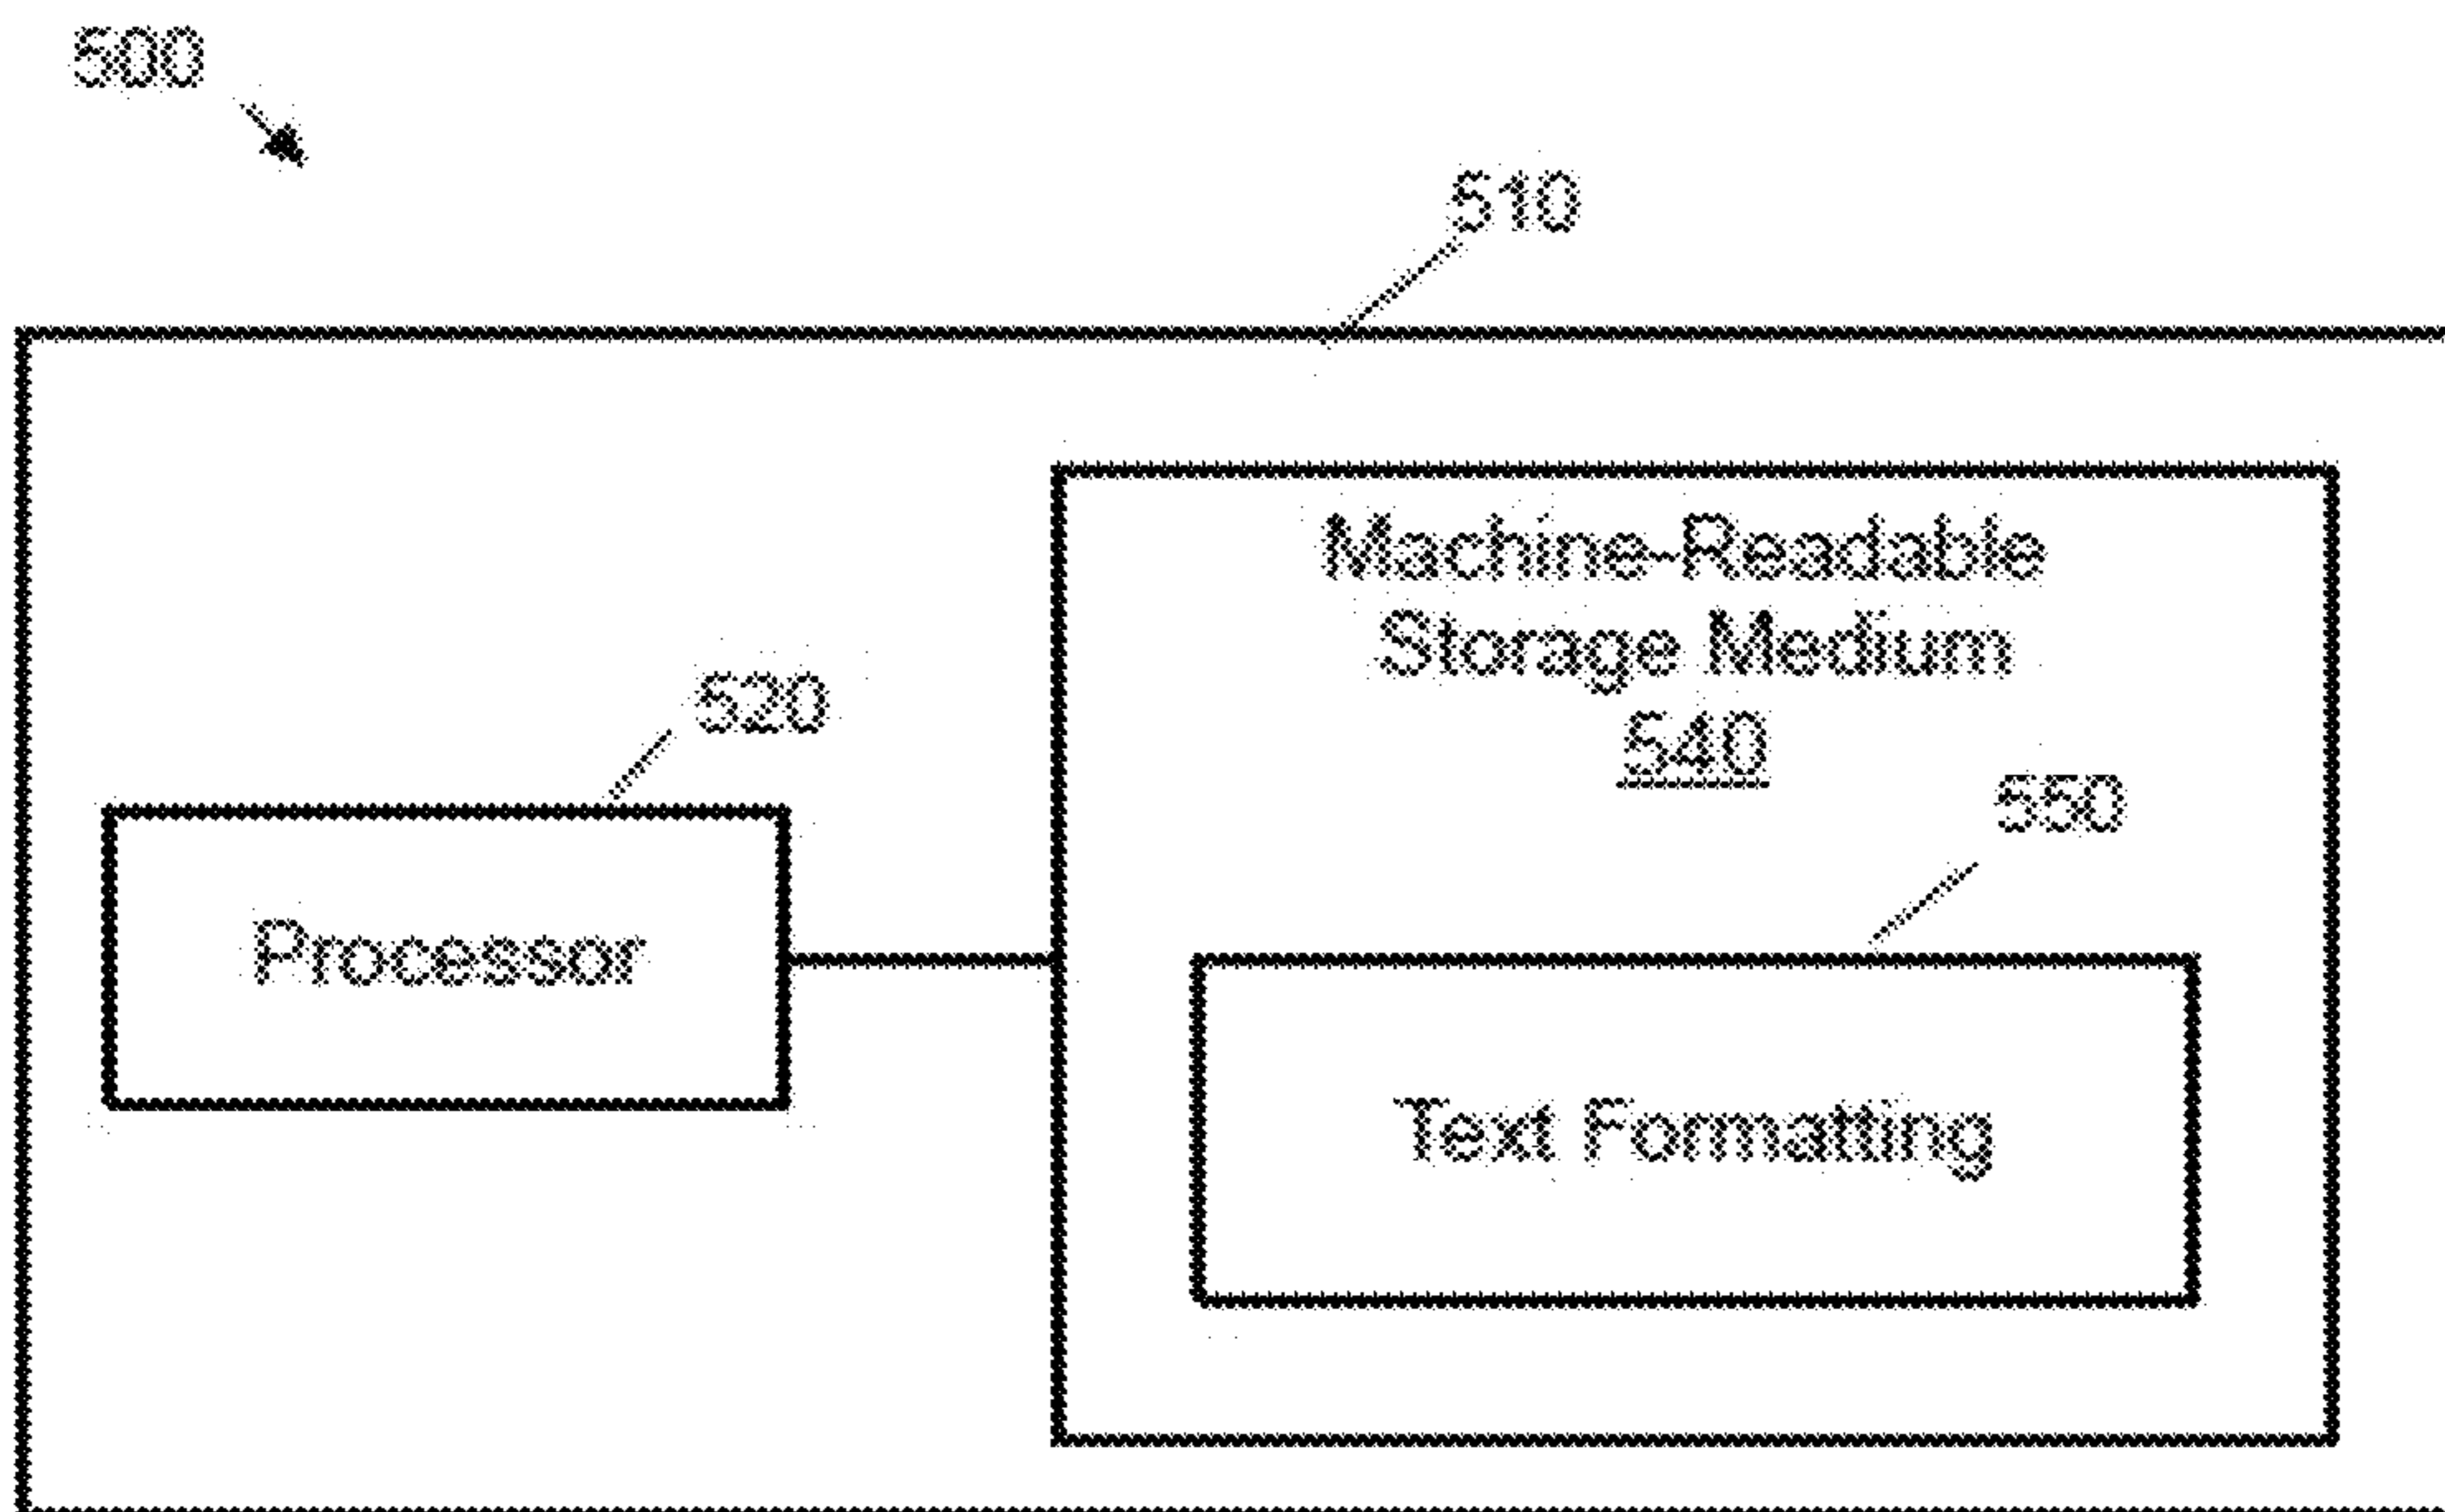 500
510
Machine-Readable
Storage Medium
540
520
550
Processor
Text Formatting